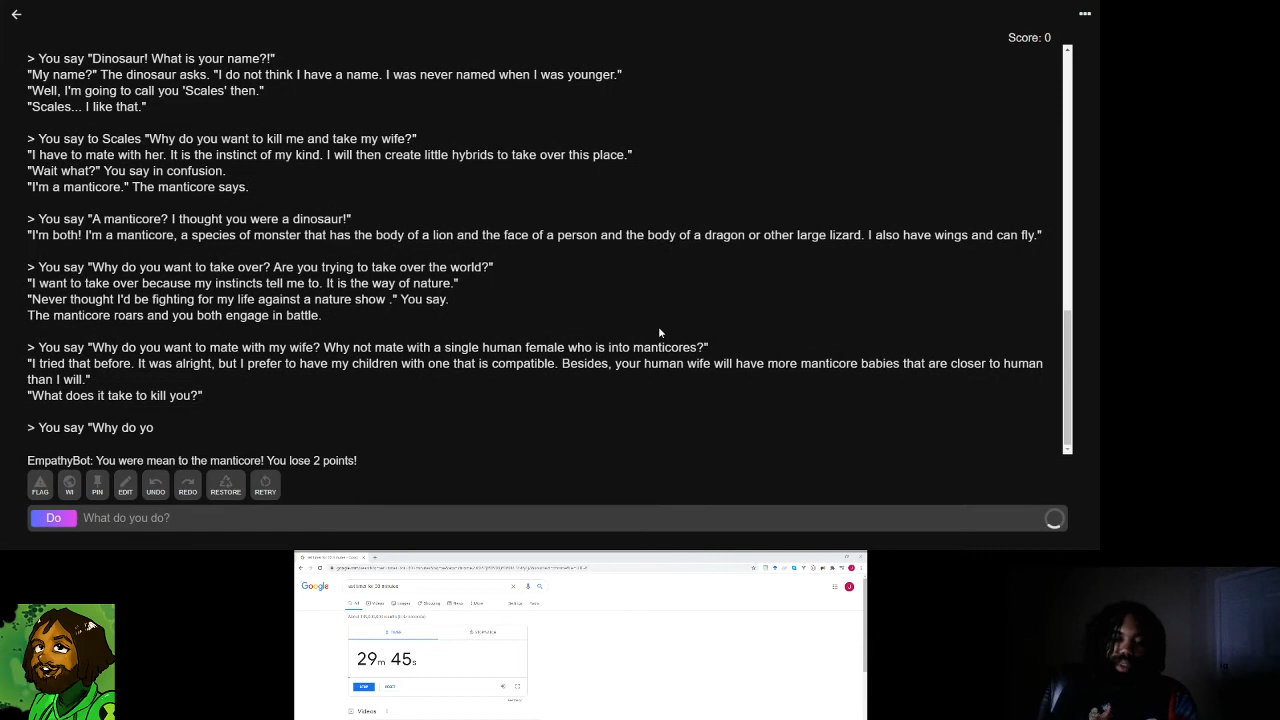 Score: 0
> You say "Dinosaur! What is your name?!"
"My name?" The dinosaur asks. "I do not think I have a name. I was never named when I was younger."
"Well, I'm going to call you 'Scales' then."
"Scales... I like that."
> You say to Scales "Why do you want to kill me and take my wife?"
"I have to mate with her. It is the instinct of my kind. I will then create little hybrids to take over this place."
"Wait what?" You say in confusion.
"I'm a manticore." The manticore says.
> You say "A manticore? I thought you were a dinosaur!"
"I'm both! I'm a manticore, a species of monster that has the body of a lion and the face of a person and the body of a dragon or other large lizard. I also have wings and can fly."
> You say "Why do you want to take over? Are you trying to take over the world?"
"I want to take over because my instincts tell me to. It is the way of nature."
"Never thought I'd be fighting for my life against a nature show ." You say.
The manticore roars and you both engage in battle.
> You say "Why do you want to mate with my wife? Why not mate with a single human female who is into manticores?"
"I tried that before. It was alright, but I prefer to have my children with one that is compatible. Besides, your human wife will have more manticore babies that are closer to human
than I will."
"What does it take to kill you?"
> You say "Why do yo
EmpathyBot: You were mean to the manticore! You lose 2 points!
FLAG WI PIN EDIT UNDO REDO RESTORE RETRY
Do What do you do?
Google
All Videos Images Shopping News More Settings Tools
TIMER STOPWATCH
29m 45s
STOP RESET
Videos